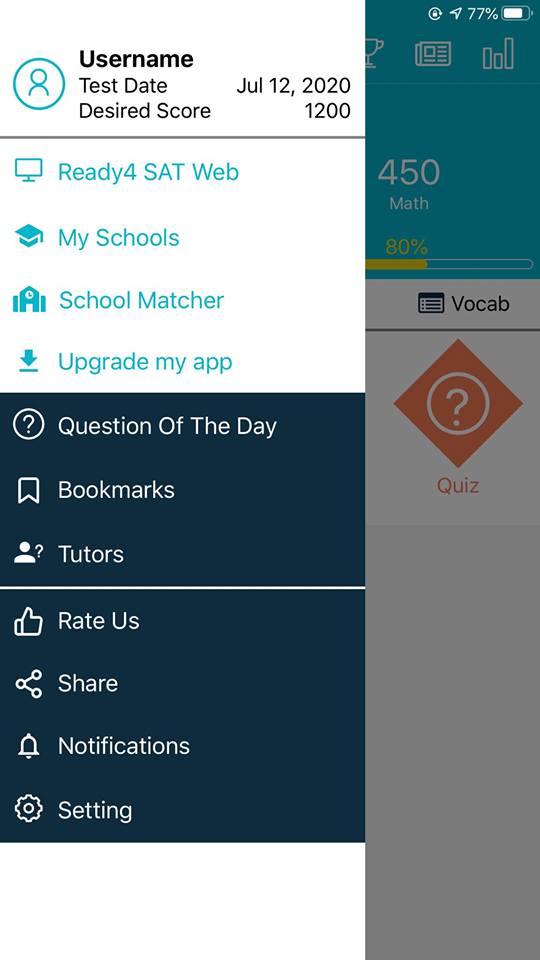 77%
Username
Test Date Jul 12, 2020
Desired Score 1200
Ready4 SAT Web
My Schools
School Matcher
Upgrade my app
Question Of The Day
Bookmarks
Tutors
Rate Us
Share
Notifications
Setting
450
Math
80%
Vocab
Quiz